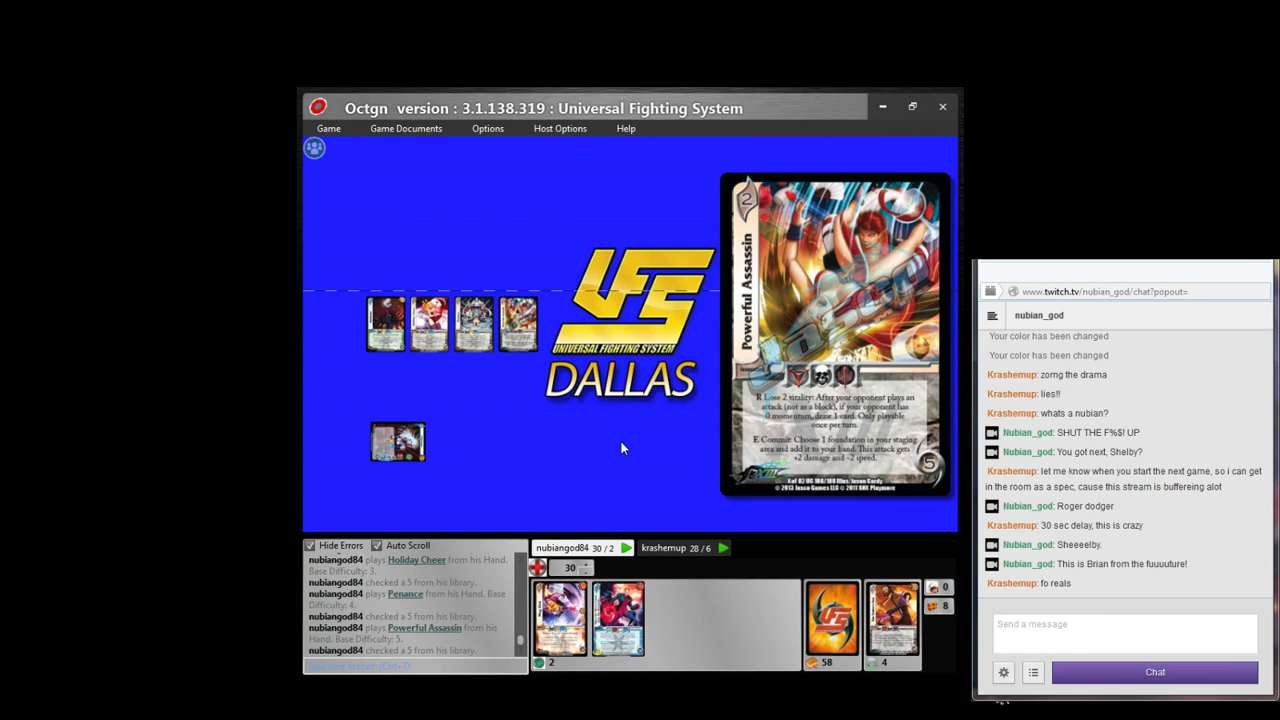 Octgn version : 3.1.138.319 : Universal Fighting System
Game
Game Documents
Options
Host Options
Help
2
Powerful Assassin
R Lose 2 vitality: After your opponent plays an
attack (not as a block), if your opponent has
0 momentum, draw 1 card. Only playable
once per turn.
E Commit: Choose 1 foundation in your staging
area and add it to your hand. This attack gets
+2 damage and -2 speed.
5
UFS
UNIVERSAL FIGHTING SYSTEM
DALLAS
Hide Errors
Auto Scroll
nubiangod84 plays Holiday Cheer from his Hand.
Base Difficulty: 3.
nubiangod84 checked a 5 from his library.
nubiangod84 plays Penance from his Hand. Base
Difficulty: 4.
nubiangod84 checked a 5 from his library.
nubiangod84 plays Powerful Assassin from his
Hand. Base Difficulty: 5.
nubiangod84 checked a 5 from his library.
nubiangod84 30 / 2
krashemup 28 / 6
30
2
58
4
0
8
www.twitch.tv/nubian_god/chat?popout=
nubian_god
Your color has been changed
Your color has been changed
Krashemup: zomg the drama
Krashemup: lies!!
Krashemup: whats a nubian?
Nubian_god: SHUT THE F%$! UP
Nubian_god: You got next, Shelby?
Krashemup: let me know when you start the next game, so i can get
in the room as a spec, cause this stream is buffereing alot
Nubian_god: Roger dodger
Krashemup: 30 sec delay, this is crazy
Nubian_god: Sheeeelby.
Nubian_god: This is Brian from the fuuuuture!
Krashemup: fo reals
Send a message
Chat